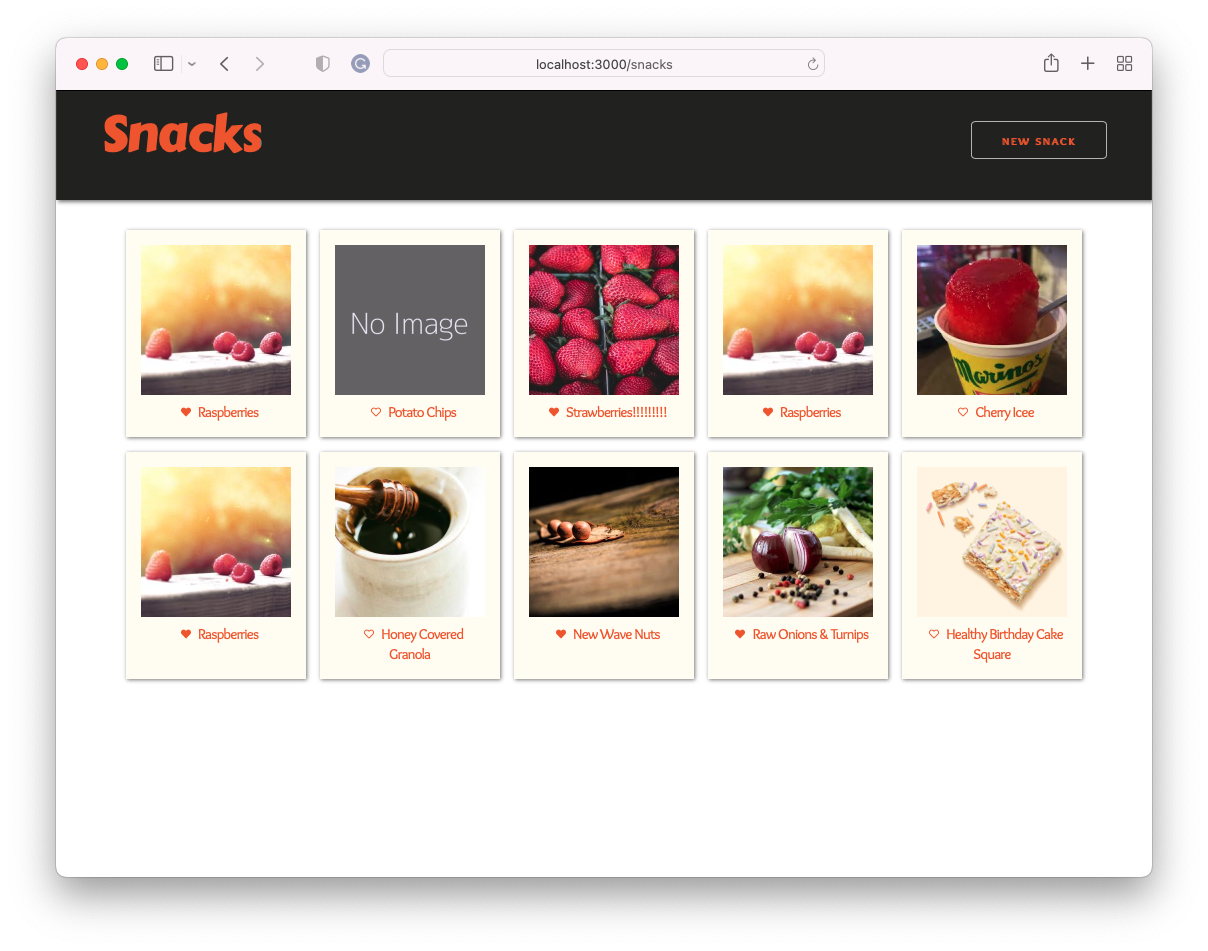 localhost:3000/snacks
Snacks
NEW SNACK
No Image
Marino's
Raspberries
Potato Chips
Strawberries!!!!!!!!!
Raspberries
Cherry Icee
Raspberries
Honey Covered
Granola
New Wave Nuts
Raw Onions & Turnips
Healthy Birthday Cake
Square